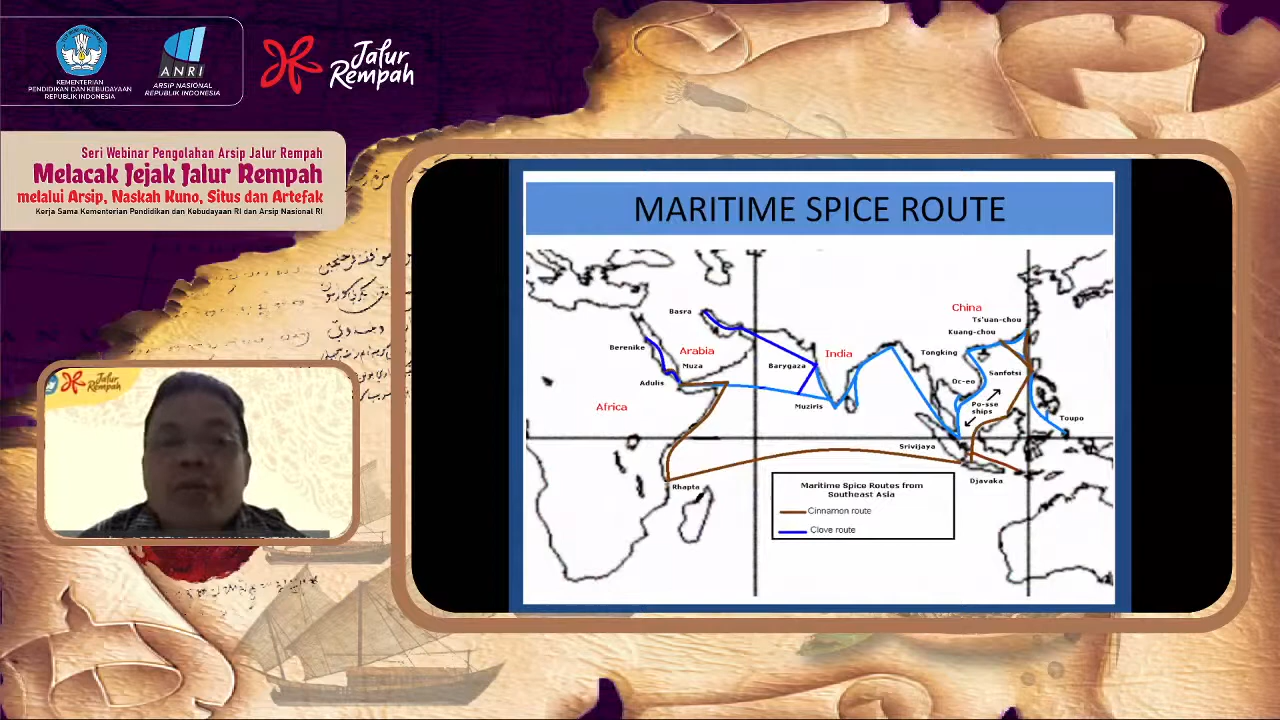 KEMENTERIAN
PENDIDIKAN DAN KEBUDAYAAN
REPUBLIK INDONESIA
ANRI
ARSIP NASIONAL
REPUBLIK INDONESIA
Jalur
Rempah
Seri Webinar Pengolahan Arsip Jalur Rempah
Melacak Jejak Jalur Rempah
melalui Arsip, Naskah Kuno, Situs dan Artefak
Kerja Sama Kementerian Pendidikan dan Kebudayaan RI dan Arsip Nasional RI
Jalur
Rempah
MARITIME SPICE ROUTE
China
Ts'uan-chou
Kuang-chou
Basra
Berenike
Arabia
India
Tongking
Muza
Barygaza
Sanfotsi
Adulis
Oc-eo
Africa
Muziris
Po-sse
ships
Toupo
Srivijaya
Rhapta
Djavaka
Maritime Spice Routes from
Southeast Asia
Cinnamon route
Clove route